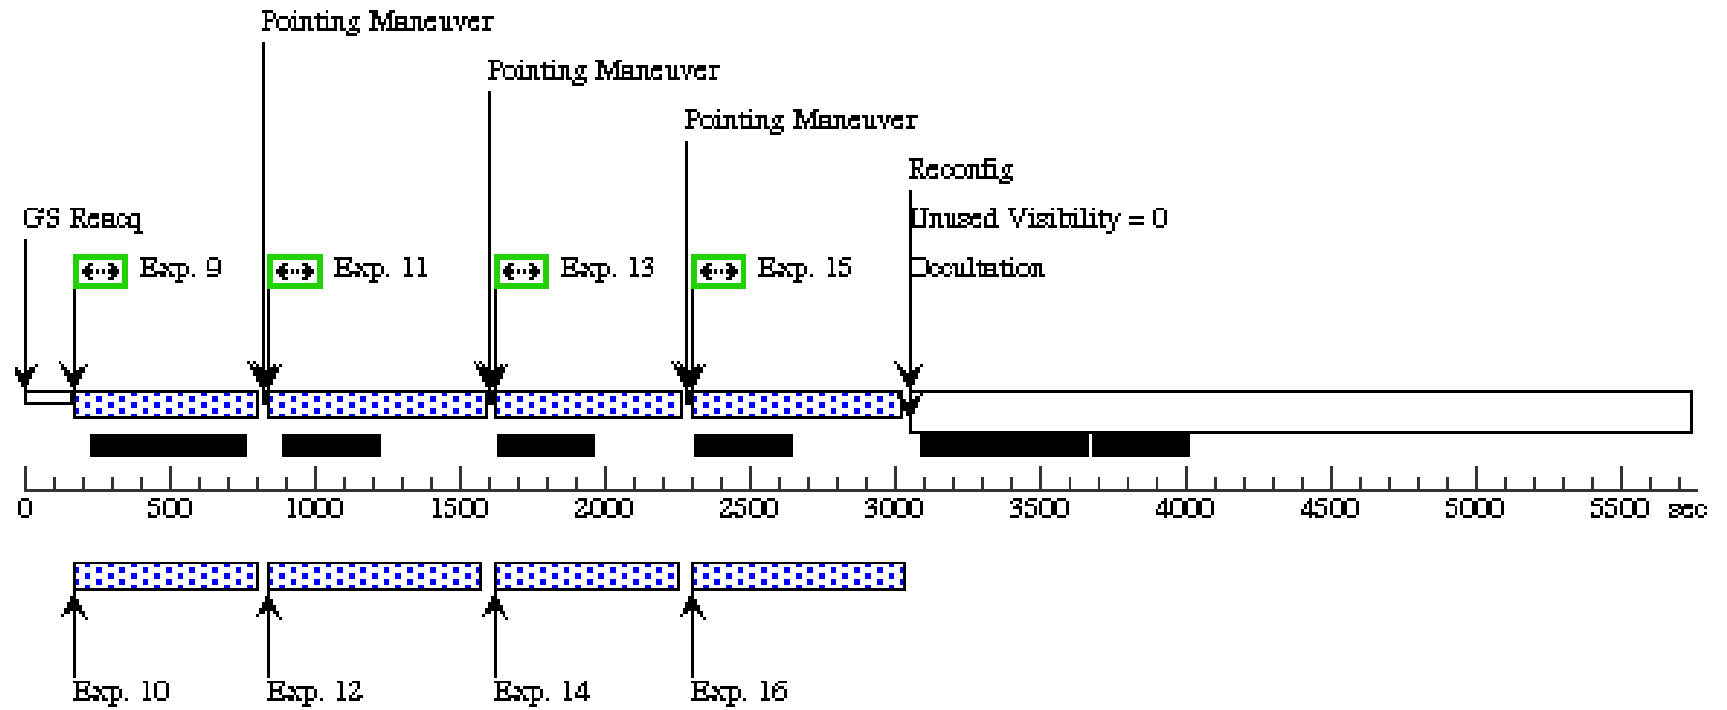 Pointing Maneuver
Pointing Maneuver
Pointing Maneuver
Reconfig
GS Reacq
Unused Visibility = 0
Exp. 9
Exp. 11
Exp. 13
Exp. 15
Occultation
0 500 1000 1500 2000 2500 3000 3500 4000 4500 5000 5500 sec
Exp. 10
Exp. 12
Exp. 14
Exp. 16